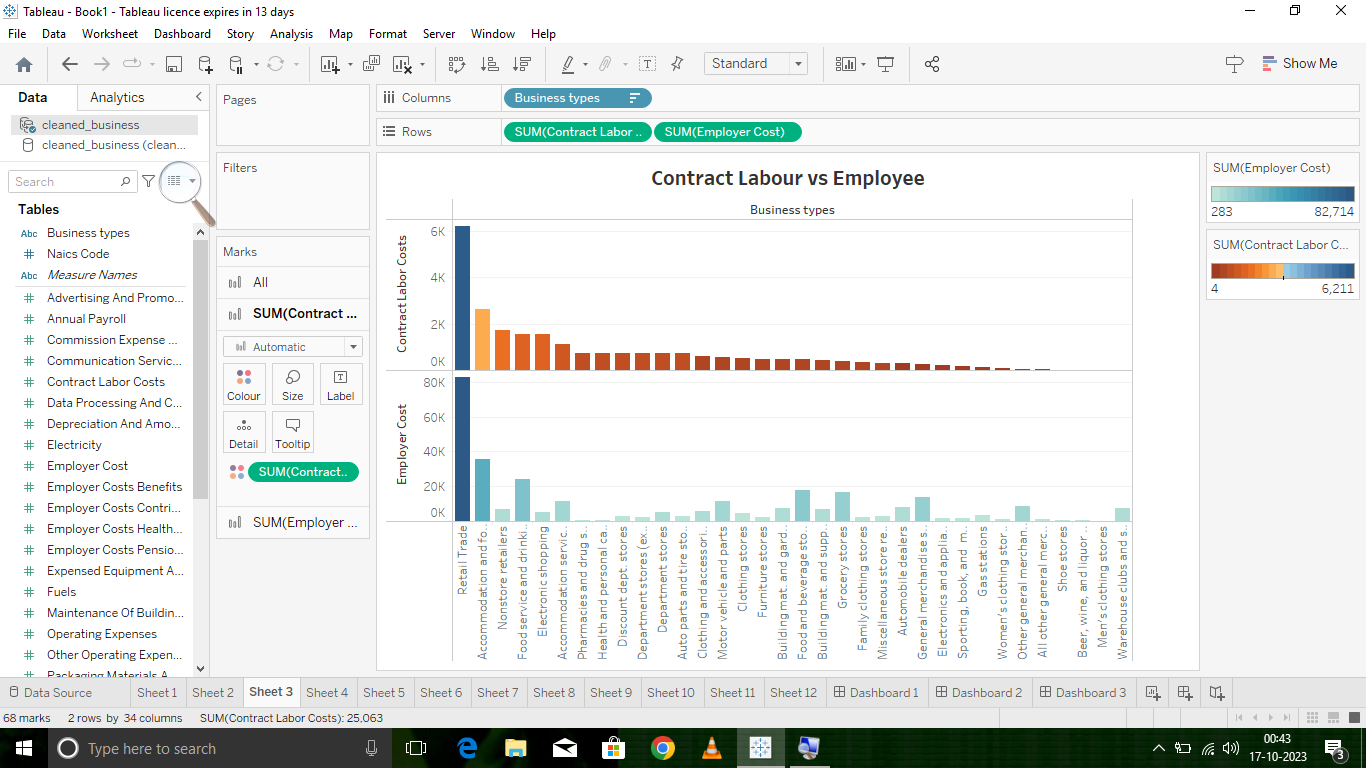 Tableau - Book1 - Tableau licence expires in 13 days
File Data Worksheet Dashboard Story Analysis Map Format Server Window Help
Standard
Show Me
Data Analytics
cleaned_business
cleaned_business (clean...
Search
Tables
Abc Business types
Naics Code
Abc Measure Names
Advertising And Promo...
Annual Payroll
Commission Expense ...
Communication Servic...
Contract Labor Costs
Data Processing And C...
Depreciation And Amo...
Electricity
Employer Cost
Employer Costs Benefits
Employer Costs Contri...
Employer Costs Health...
Employer Costs Pensio...
Expensed Equipment A...
Fuels
Maintenance Of Buildin...
Operating Expenses
Other Operating Expen...
Packaging Materials A...
Pages
Filters
Marks
All
SUM(Contract ...
Automatic
Colour Size Label
Detail Tooltip
SUM(Contract..
SUM(Employer ...
Columns Business types
Rows SUM(Contract Labor .. SUM(Employer Cost)
Contract Labour vs Employee
Business types
Contract Labor Costs
6K
4K
2K
0K
Employer Cost
80K
60K
40K
20K
0K
Retail Trade
Accommodation and fo..
Nonstore retailers
Food service and drinki..
Electronic shopping
Accommodation servic..
Pharmacies and drug s..
Health and personal ca..
Discount dept. stores
Department stores (ex..
Department stores
Auto parts and tire sto..
Clothing and accessori..
Motor vehicle and parts
Clothing stores
Furniture stores
Building mat. and gard..
Food and beverage sto..
Building mat. and supp..
Grocery stores
Family clothing stores
Miscellaneous store re..
Automobile dealers
General merchandise s..
Electronics and applia..
Sporting, book, and m..
Gas stations
Women's clothing stor..
Other general merchan..
All other general merc..
Shoe stores
Beer, wine, and liquor ..
Men's clothing stores
Warehouse clubs and s..
SUM(Employer Cost)
283 82,714
SUM(Contract Labor C...
4 6,211
Data Source Sheet 1 Sheet 2 Sheet 3 Sheet 4 Sheet 5 Sheet 6 Sheet 7 Sheet 8 Sheet 9 Sheet 10 Sheet 11 Sheet 12 Dashboard 1 Dashboard 2 Dashboard 3
68 marks 2 rows by 34 columns SUM(Contract Labor Costs): 25,063
Type here to search
00:43
17-10-2023
3